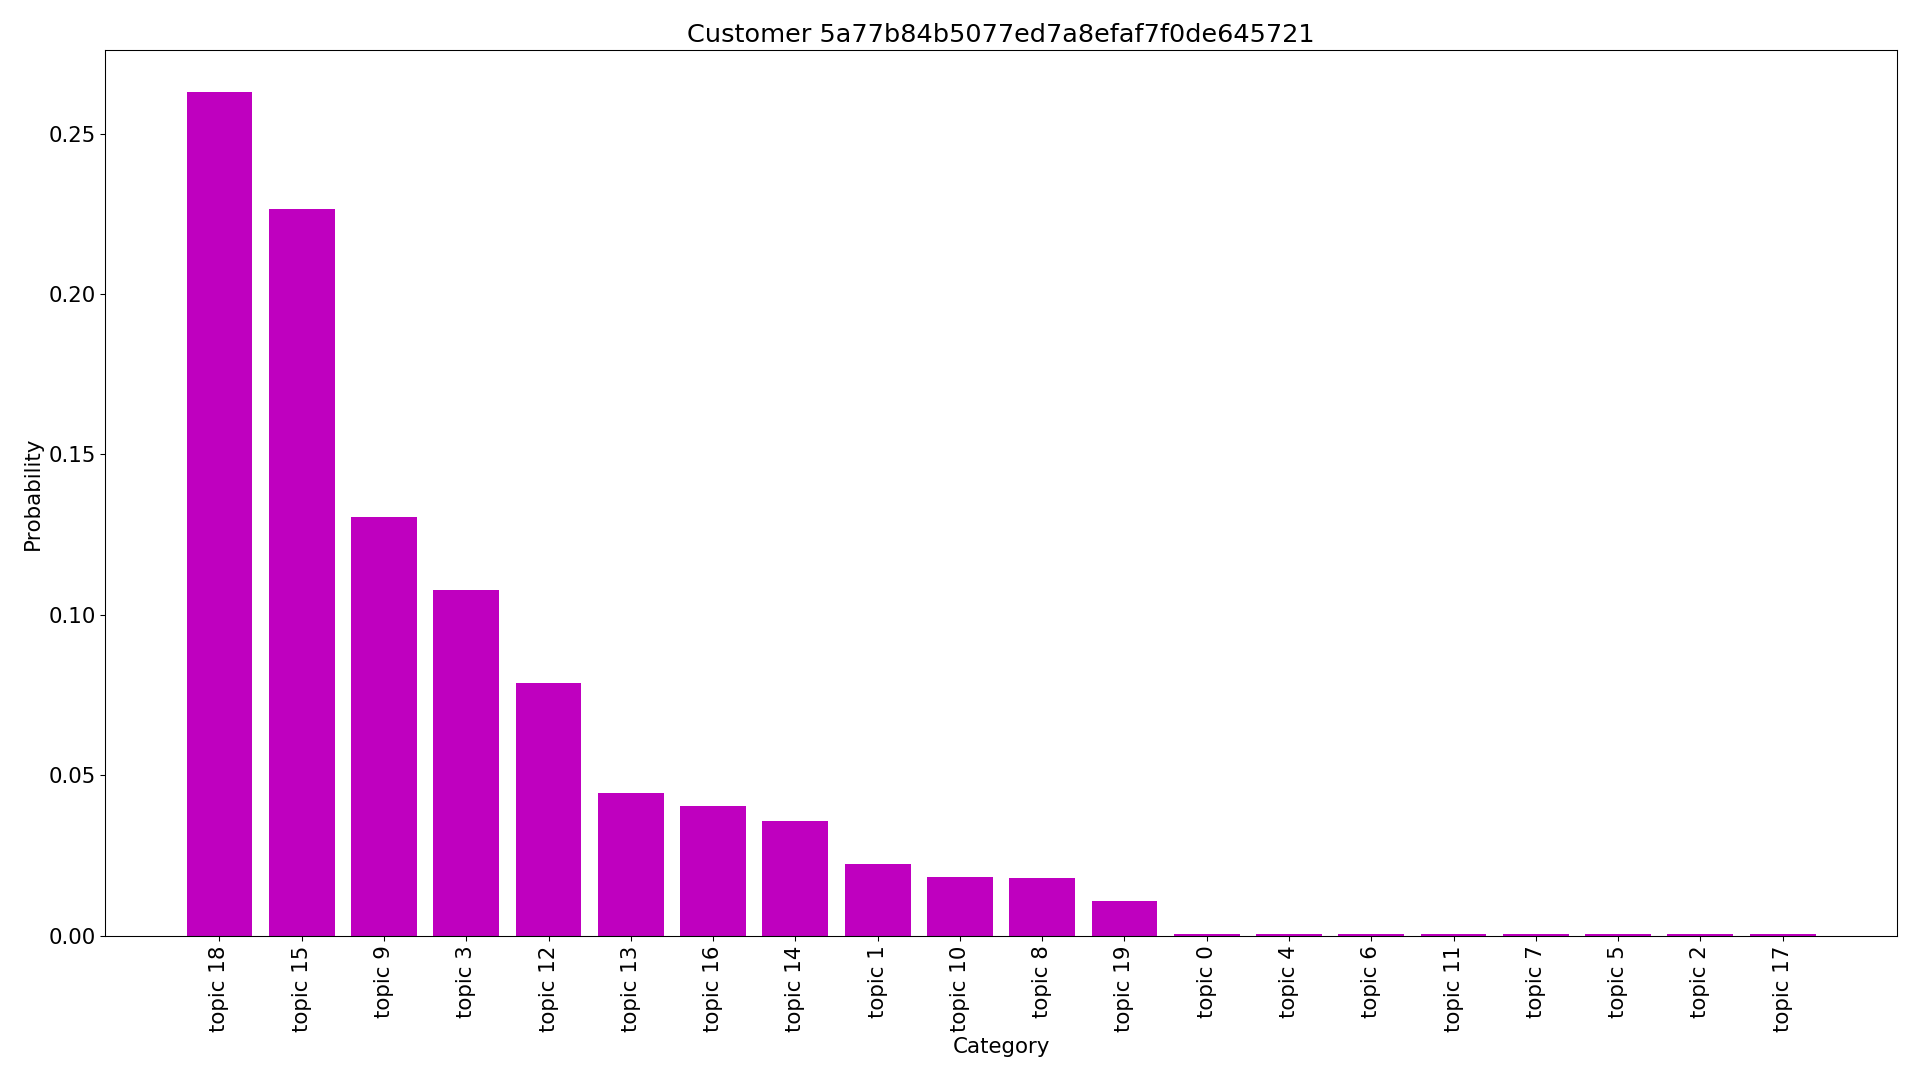 Customer 5a77b84b5077ed7a8efaf7f0de645721
Probability
0.25
0.20
0.15
0.10
0.05
0.00
topic 18
topic 15
topic 9
topic 3
topic 12
topic 13
topic 16
topic 14
topic 1
topic 10
topic 8
topic 19
topic 0
topic 4
topic 6
topic 11
topic 7
topic 5
topic 2
topic 17
Category